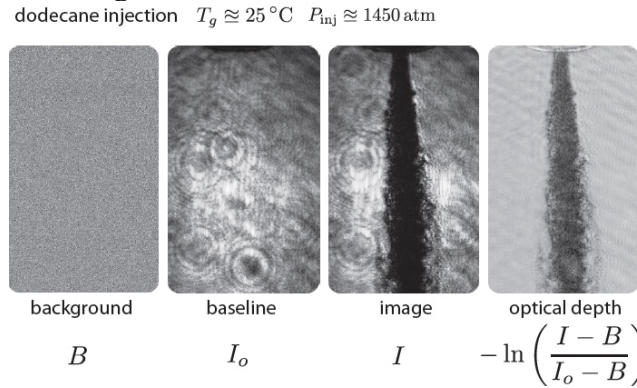 dodecane injection T_g ≊ 25 °C P_inj ≊ 1450 atm
background baseline image optical depth
B I_o I − ln ( I − B / I_o − B )